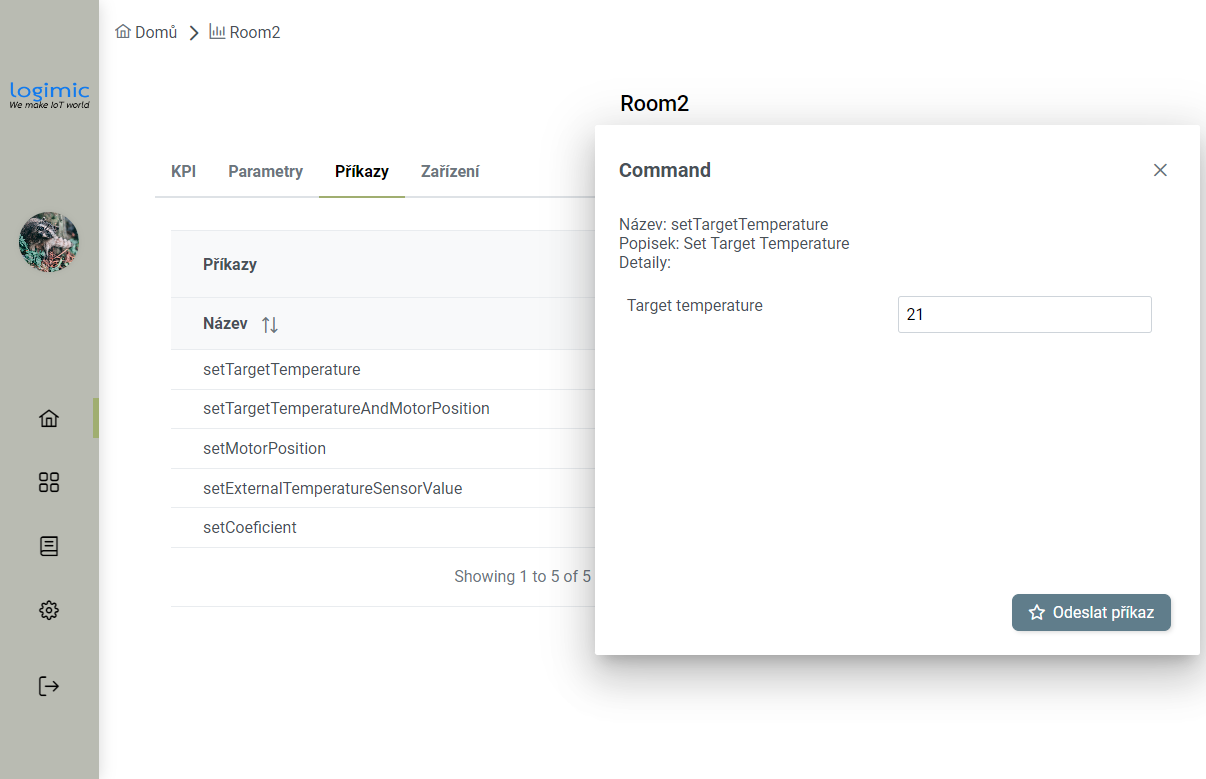 Domů
Room2
logimic
We make IoT world
Room2
KPI
Parametry
Příkazy
Zařízení
Příkazy
Název
setTargetTemperature
setTargetTemperatureAndMotorPosition
setMotorPosition
setExternalTemperatureSensorValue
setCoeficient
Showing 1 to 5 of 5
Command
Název: setTargetTemperature
Popisek: Set Target Temperature
Detaily:
Target temperature
21
Odeslat příkaz